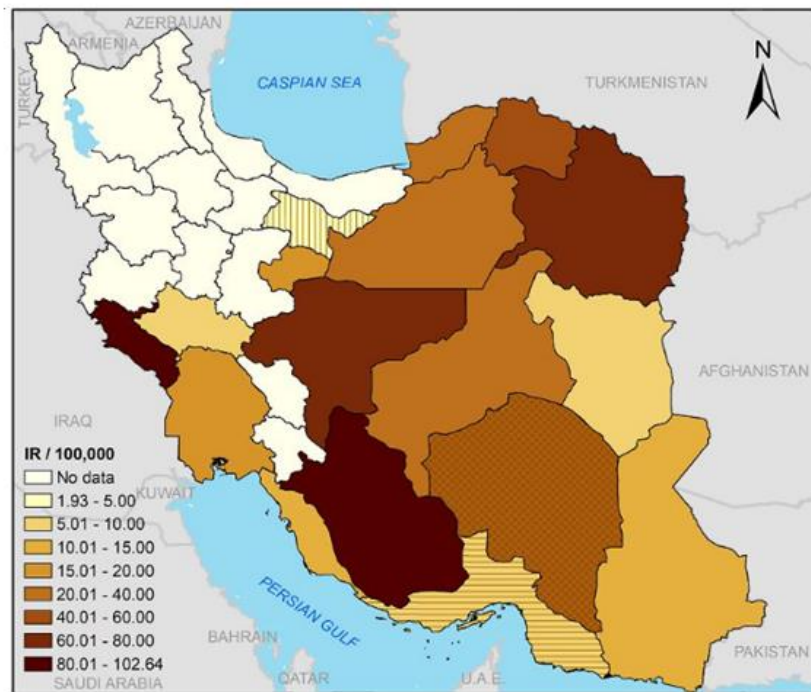 AZERBAIJAN
ARMENIA
TURKEY
CASPIAN SEA
TURKMENISTAN
N
AFGHANISTAN
IRAQ
KUWAIT
PERSIAN GULF
BAHRAIN
QATAR
U.A.E.
SAUDI ARABIA
PAKISTAN
IR / 100,000
No data
1.93 - 5.00
5.01 - 10.00
10.01 - 15.00
15.01 - 20.00
20.01 - 40.00
40.01 - 60.00
60.01 - 80.00
80.01 - 102.64